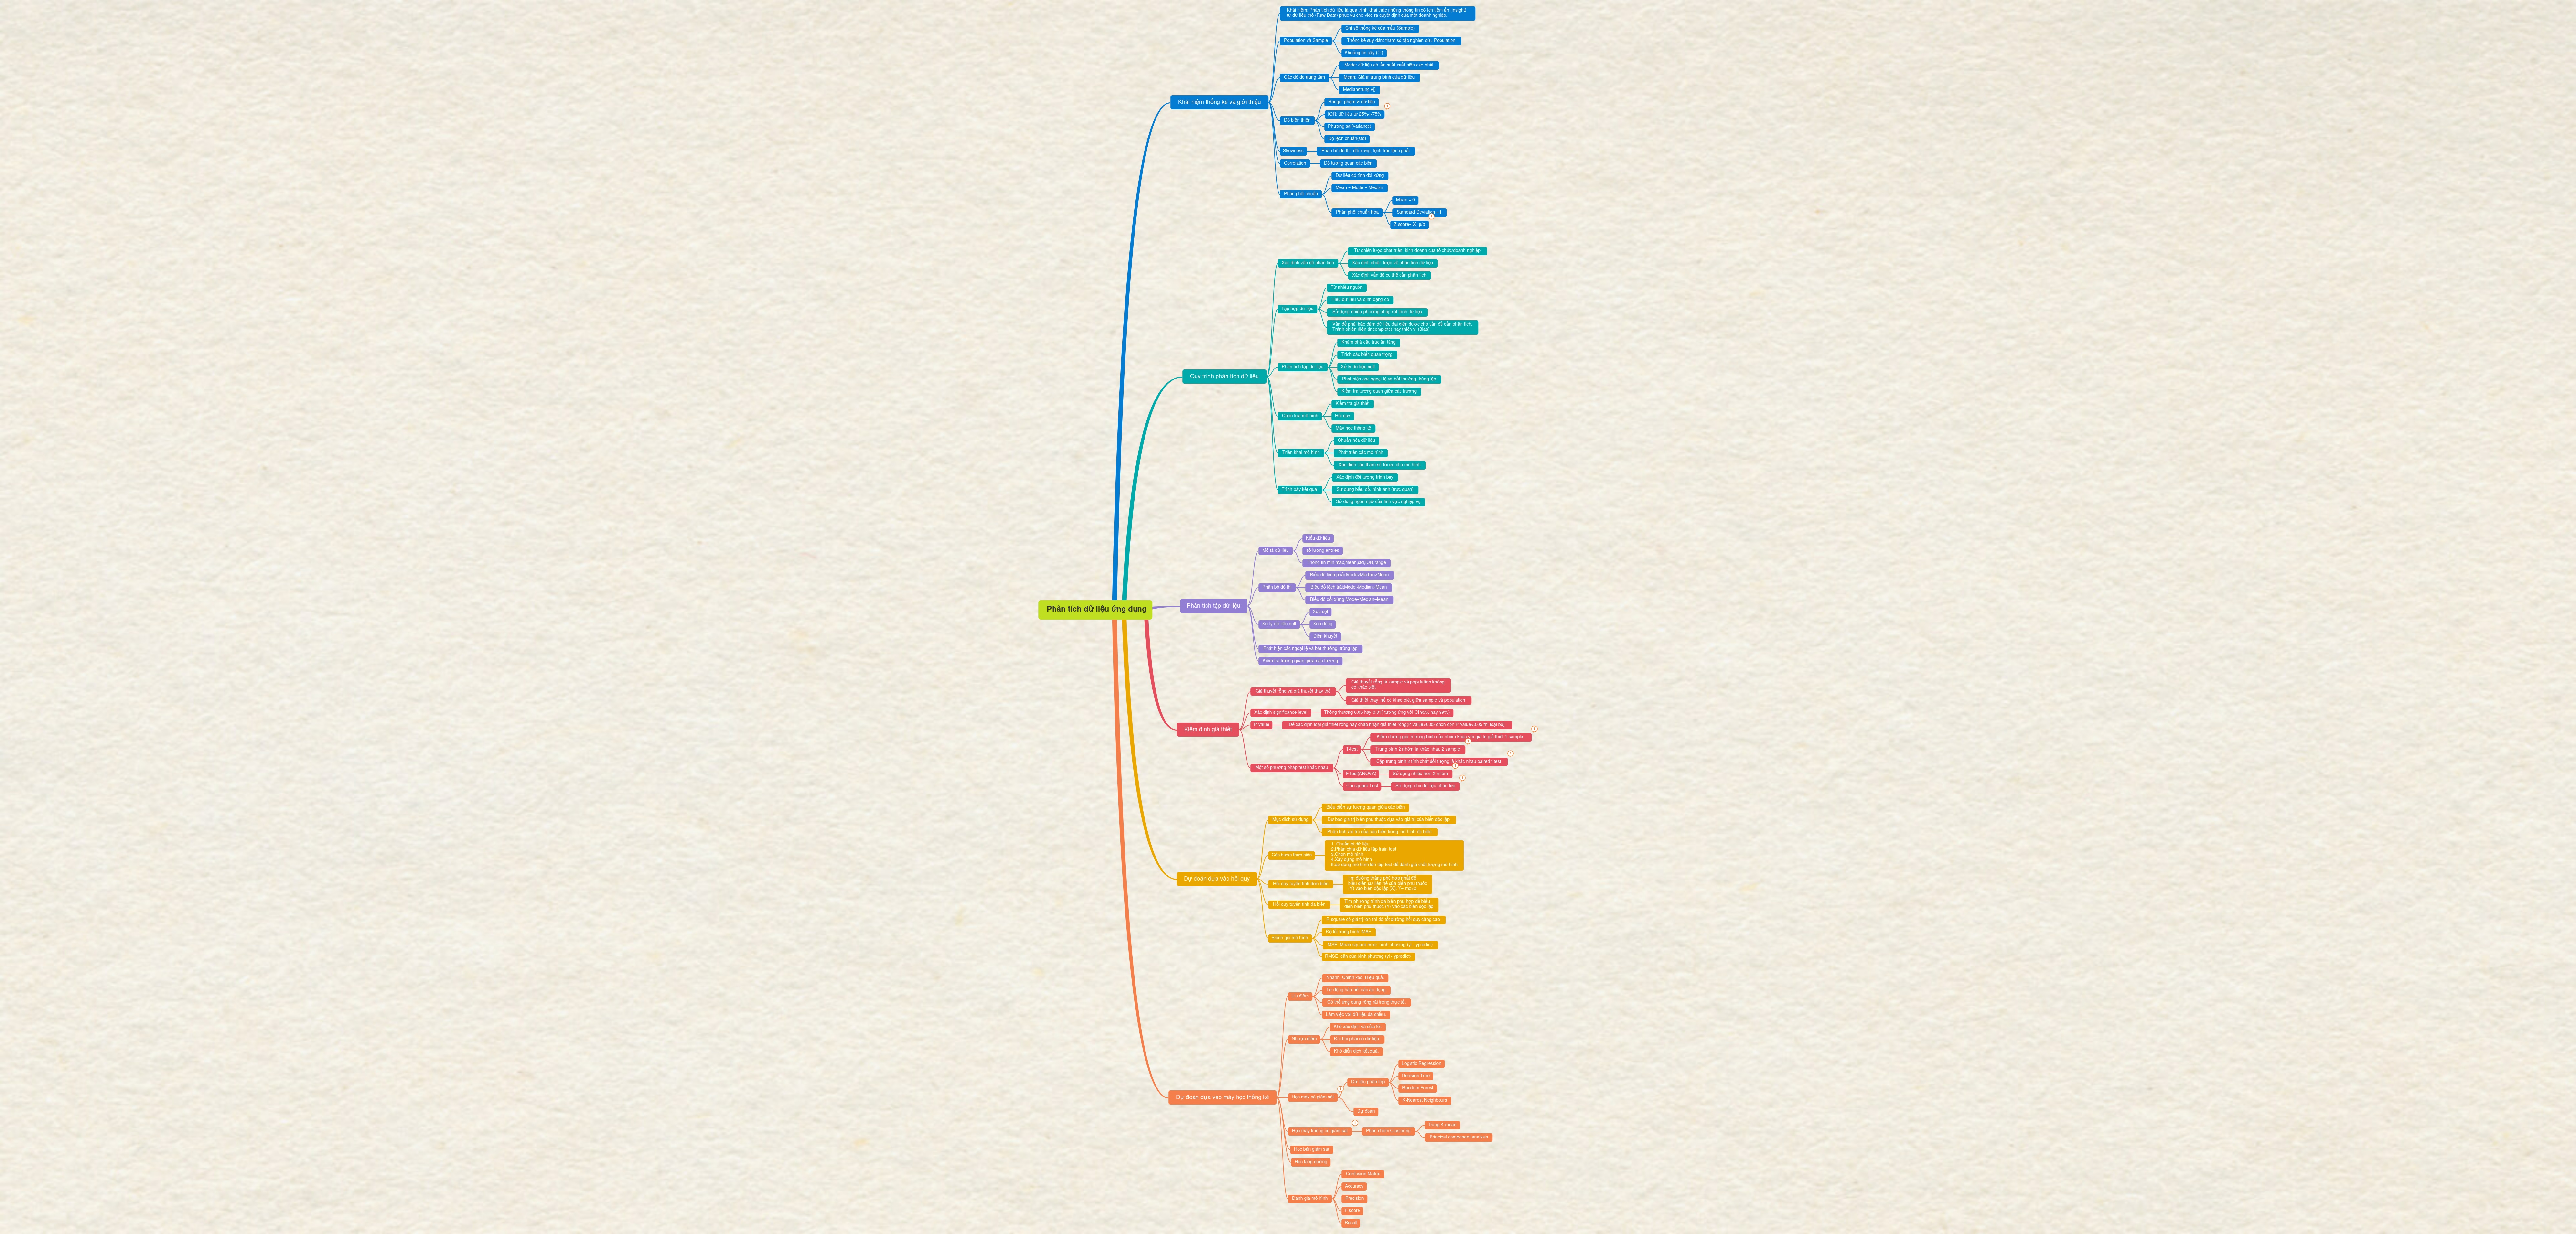 Khái niệm: Phân tích dữ liệu là quá trình khai thác những thông tin có ích tiềm ẩn (insight)
từ dữ liệu thô (Raw Data) phục vụ cho việc ra quyết định của một doanh nghiệp.
Population và Sample
Chỉ số thống kê của mẫu (Sample)
Thống kê suy dẫn: tham số tập nghiên cứu Population
Khoảng tin cậy (CI)
Các độ đo trung tâm
Mode: dữ liệu có tần suất xuất hiện cao nhất
Mean: Giá trị trung bình của dữ liệu
Median(trung vị)
Khái niệm thống kê và giới thiệu
Độ biến thiên
Range: phạm vi dữ liệu
IQR: dữ liệu từ 25%->75%
Phương sai(variance)
Độ lệch chuẩn(std)
Skewness
Phân bổ đồ thị: đối xứng, lệch trái, lệch phải
Correlation
Độ tương quan các biến
Phân phối chuẩn
Dự liệu có tính đối xứng
Mean = Mode = Median
Phân phối chuẩn hóa
Mean = 0
Standard Deviation =1
Z-score= X- μ/σ
Quy trình phân tích dữ liệu
Xác định vấn đề phân tích
Từ chiến lược phát triển, kinh doanh của tổ chức/doanh nghiệp
Xác định chiến lược về phân tích dữ liệu
Xác định vấn đề cụ thể cần phân tích
Tập hợp dữ liệu
Từ nhiều nguồn
Hiểu dữ liệu và định dạng có
Sử dụng nhiều phương pháp rút trích dữ liệu
Vấn đề phải bảo đảm dữ liệu đại diện được cho vấn đề cần phân tích.
Tránh phiến diện (incomplete) hay thiên vị (Bias)
Phân tích tập dữ liệu
Khám phá cấu trúc ẩn tàng
Trích các biến quan trọng
Xử lý dữ liệu null
Phát hiện các ngoại lệ và bất thường, trùng lặp
Kiểm tra tương quan giữa các trường
Chọn lựa mô hình
Kiểm tra giả thiết
Hồi quy
Máy học thống kê
Triển khai mô hình
Chuẩn hóa dữ liệu
Phát triển các mô hình
Xác định các tham số tối ưu cho mô hình
Trình bày kết quả
Xác định đối tượng trình bày
Sử dụng biểu đồ, hình ảnh (trực quan)
Sử dụng ngôn ngữ của lĩnh vực nghiệp vụ
Phân tích dữ liệu ứng dụng
Phân tích tập dữ liệu
Mô tả dữ liệu
Kiểu dữ liệu
số lượng entries
Thông tin min,max,mean,std,IQR,range
Phân bố đồ thị
Biểu đồ lệch phải:Mode<Median<Mean
Biểu đồ lệch trái:Mode>Median>Mean
Biểu đồ đối xứng:Mode=Median=Mean
Xử lý dữ liệu null
Xóa cột
Xóa dòng
Điền khuyết
Phát hiện các ngoại lệ và bất thường, trùng lặp
Kiểm tra tương quan giữa các trường
Kiểm định giả thiết
Giả thuyết rỗng và giả thuyết thay thế
Giả thuyết rỗng là sample và population không
có khác biệt
Giả thiết thay thế có khác biệt giữa sample và population
Xác định significance level
Thông thường 0.05 hay 0.01( tương ứng với CI 95% hay 99%)
P value
Để xác định loại giả thiết rỗng hay chấp nhận giả thiết rỗng(P value>0.05 chọn còn P value<0.05 thì loại bỏ)
Một số phương pháp test khác nhau
T-test
Kiểm chứng giá trị trung bình của nhóm khác với giá trị giả thiết: 1 sample
Trung bình 2 nhóm là khác nhau:2 sample
Cặp trung bình 2 tính chất đối tượng là khác nhau:paired t test
F test(ANOVA)
Sử dụng nhiều hơn 2 nhóm
Chi square Test
Sử dụng cho dữ liệu phân lớp
Dự đoán dựa vào hồi quy
Mục đích sử dụng
Biểu diễn sự tương quan giữa các biến
Dự báo giá trị biến phụ thuộc dựa vào giá trị của biến độc lập
Phân tích vai trò của các biến trong mô hình đa biến
Các bước thực hiện
1. Chuẩn bị dữ liệu
2.Phân chia dữ liệu tập train test
3.Chọn mô hình
4.Xây dựng mô hình
5.áp dụng mô hình lên tập test để đánh giá chất lượng mô hình
Hồi quy tuyến tính đơn biến
tìm đường thẳng phù hợp nhất để
biểu diễn sự liên hệ của biến phụ thuộc
(Y) vào biến độc lập (X). Y= mx+b
Hồi quy tuyến tính đa biến
Tìm phương trình đa biến phù hợp để biểu
diễn biến phụ thuộc (Y) vào các biến độc lập
Đánh giá mô hình
R-square có giá trị lớn thì độ tốt đường hồi quy càng cao
Độ lỗi trung bình: MAE
MSE: Mean square error: bình phương (yi - ypredict)
RMSE: căn của bình phương (yi - ypredict)
Dự đoán dựa vào máy học thống kê
Ưu điểm
Nhanh, Chính xác, Hiệu quả
Tự động hầu hết các áp dụng
Có thể ứng dụng rộng rãi trong thực tế
Làm việc với dữ liệu đa chiều
Nhược điểm
Khó xác định và sửa lỗi
Đòi hỏi phải có dữ liệu
Khó diễn dịch kết quả
Học máy có giám sát
Dữ liệu phân lớp
Logistic Regression
Decision Tree
Random Forest
K-Nearest Neighbours
Dự đoán
Học máy không có giám sát
Phân nhóm Clustering
Dùng K-mean
Principal component analysis
Học bán giám sát
Học tăng cường
Đánh giá mô hình
Confusion Matrix
Accuracy
Precision
F-score
Recall